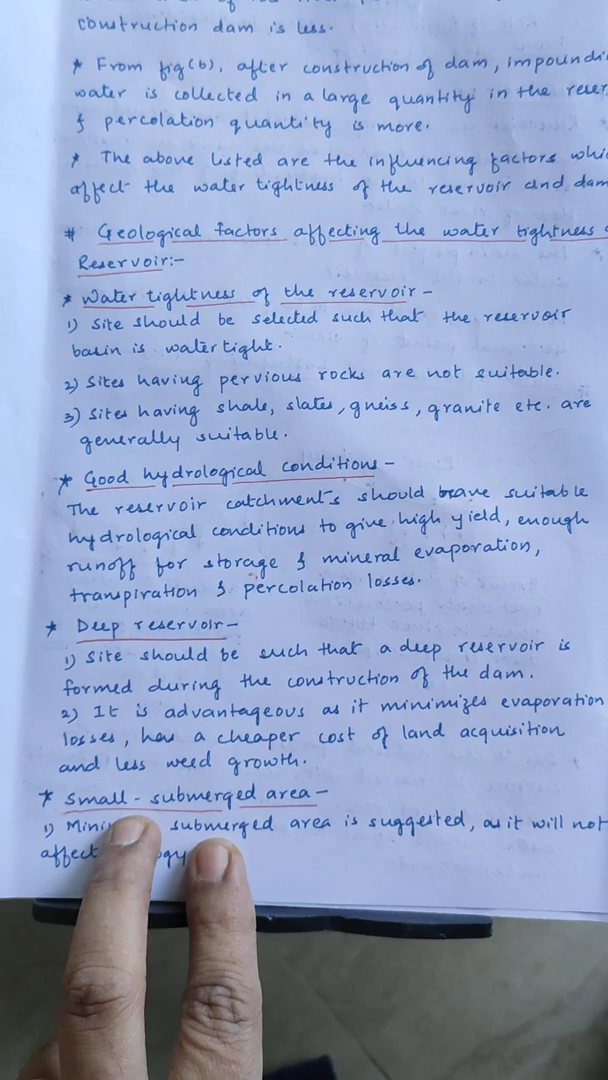 construction dam is less.
* From fig(b), after construction of dam, impoundi
water is collected in a large quantity in the reser
& percolation quantity is more.
* The above listed are the influencing factors whi
affect the water tightness of the reservoir and dam
# Geological factors affecting the water tightness
Reservoir:-
* Water tightness of the reservoir -
1) Site should be selected such that the reservoir
basin is watertight.
2) Sites having pervious rocks are not suitable.
3) Sites having shale, slates, gneiss, granite etc. are
generally suitable.
* Good hydrological conditions -
The reservoir catchment's should have suitable
hydrological conditions to give high yield, enough
runoff for storage & mineral evaporation,
transpiration & percolation losses.
* Deep reservoir -
1) Site should be such that a deep reservoir is
formed during the construction of the dam.
2) It is advantageous as it minimizes evaporation
losses, has a cheaper cost of land acquisition
and less weed growth.
* Small - submerged area -
1) submerged area is suggested, as it will not
affect